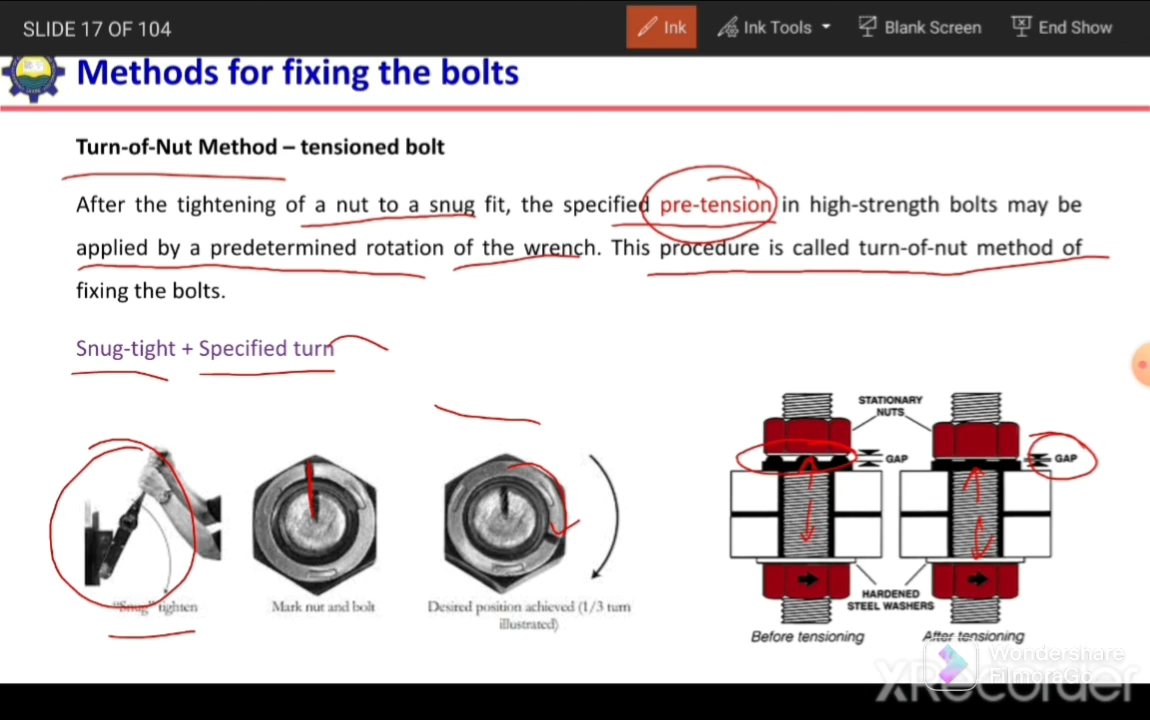 SLIDE 17 OF 104
Ink
Ink Tools
Blank Screen
End Show
Methods for fixing the bolts
Turn-of-Nut Method – tensioned bolt
After the tightening of a nut to a snug fit, the specified pre-tension in high-strength bolts may be
applied by a predetermined rotation of the wrench. This procedure is called turn-of-nut method of
fixing the bolts.
Snug-tight + Specified turn
"Snug" tighten
Mark nut and bolt
Desired position achieved (1/3 turn
illustrated)
STATIONARY
NUTS
GAP
GAP
HARDENED
STEEL WASHERS
Before tensioning
After tensioning
Wondershare
FilmoraGo
XRecorder